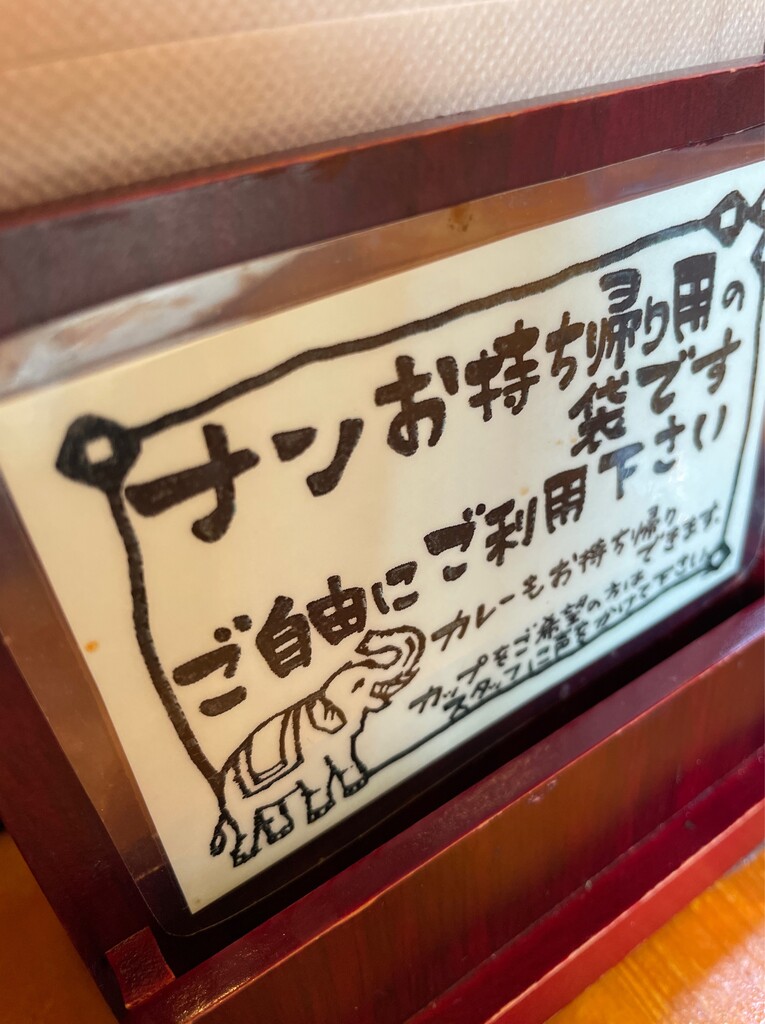 ナンお持ち帰り用の
袋です
ご自由にご利用下さい
カレーもお持ち帰り
できます。
カップをご希望の方は
スタッフに声をかけて下さい